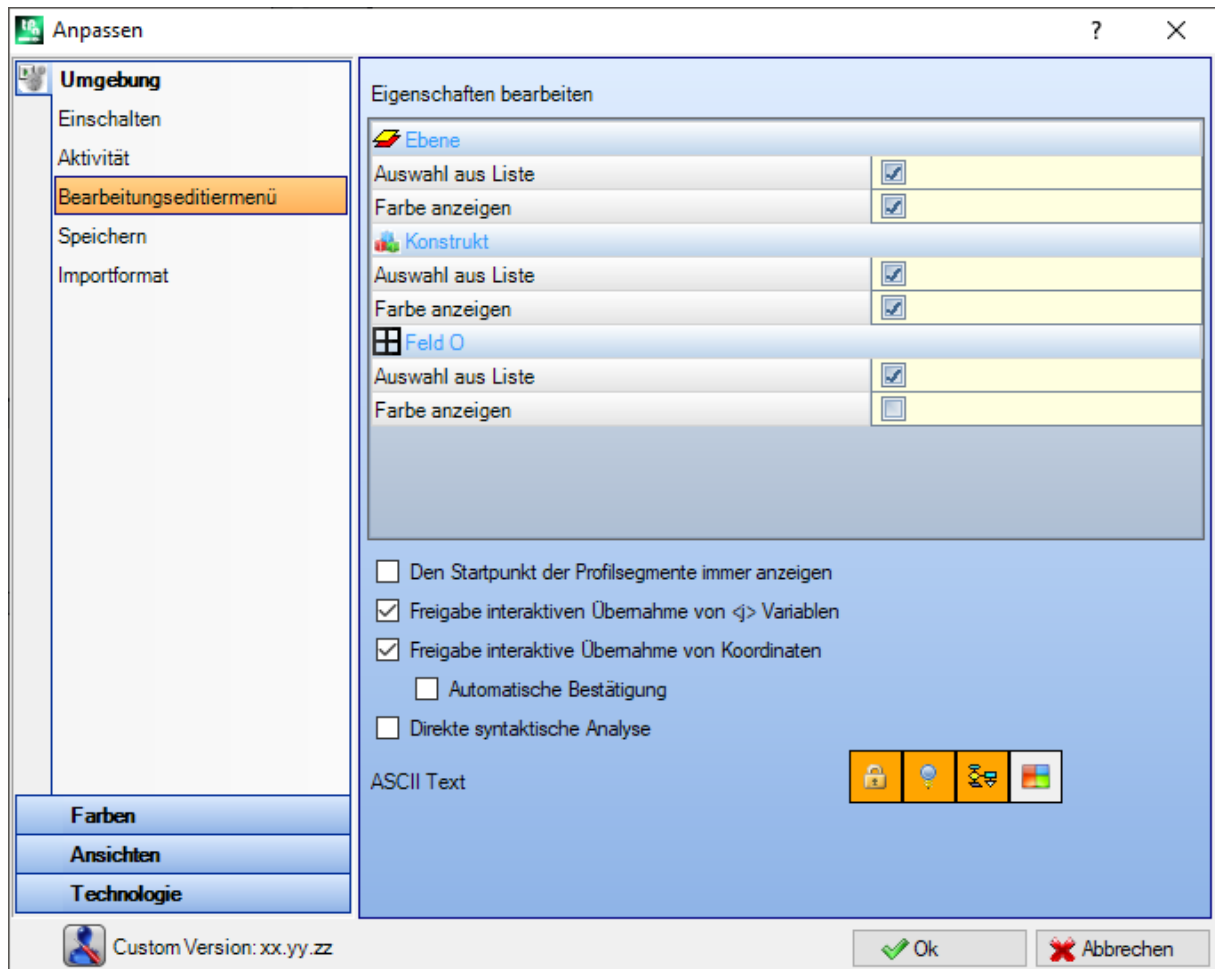 Anpassen
?
Umgebung
Einschalten
Aktivität
Bearbeitungseditiermenü
Speichern
Importformat
Farben
Ansichten
Technologie
Eigenschaften bearbeiten
Ebene
Auswahl aus Liste
Farbe anzeigen
Konstrukt
Auswahl aus Liste
Farbe anzeigen
Feld O
Auswahl aus Liste
Farbe anzeigen
Den Startpunkt der Profilsegmente immer anzeigen
Freigabe interaktiven Übernahme von <j> Variablen
Freigabe interaktive Übernahme von Koordinaten
Automatische Bestätigung
Direkte syntaktische Analyse
ASCII Text
Custom Version: xx.yy.zz
Ok
Abbrechen